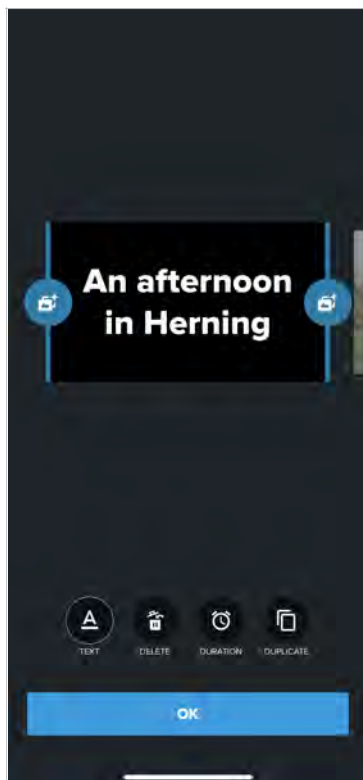 An afternoon
in Herning
A
TEXT
DELETE
DURATION
DUPLICATE
OK